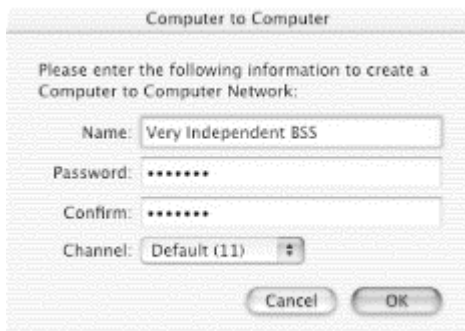 Computer to Computer
Please enter the following information to create a
Computer to Computer Network:
Name: Very Independent BSS
Password: •••••••
Confirm: •••••••
Channel: Default (11)
Cancel OK